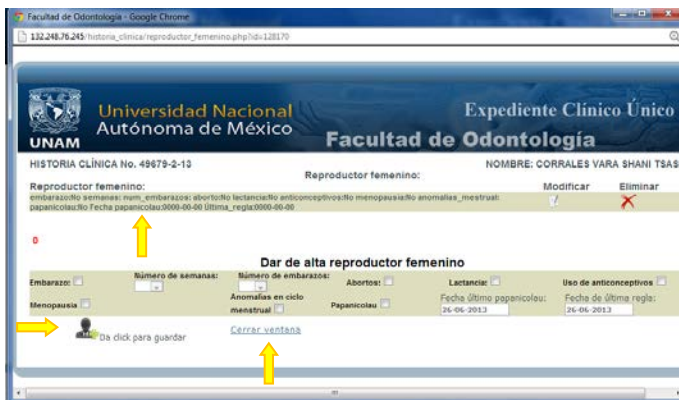 Facultad de Odontología - Google Chrome
132.248.76.245/historia_clinica/reproductor_femenino.php?id=128170
Universidad Nacional
Autónoma de México
UNAM
Expediente Clínico Único
Facultad de Odontología
HISTORIA CLÍNICA No. 49679-2-13
NOMBRE: CORRALES VARA SHANI TSAS
Reproductor femenino:
Reproductor femenino: Modificar Eliminar
embarazo:No semanas: num_embarazos: aborto:No lactancia:No anticonceptivos:No menopausia:No anomalias_mestrual:
papanicolau:No Fecha papanicolau:0000-00-00 Última_regla:0000-00-00
0
Dar de alta reproductor femenino
Embarazo: Número de semanas: Número de embarazos: Abortos: Lactancia: Uso de anticonceptivos
Menopausia Anomalías en ciclo menstrual Papanicolau Fecha último papanicolau: Fecha de última regla:
26-06-2013 26-06-2013
Da click para guardar Cerrar ventana